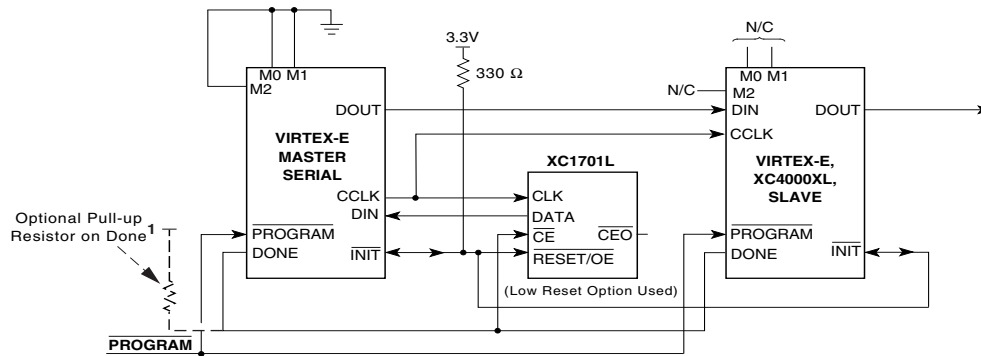 N/C
3.3V
330 Ω
M0 M1
M2
DOUT
VIRTEX-E
MASTER
SERIAL
CCLK
DIN
PROGRAM
DONE
INIT
Optional Pull-up
Resistor on Done1
PROGRAM
XC1701L
CLK
DATA
CE
CEO
RESET/OE
(Low Reset Option Used)
N/C
M0 M1
M2
DIN
DOUT
CCLK
VIRTEX-E,
XC4000XL,
SLAVE
PROGRAM
DONE
INIT